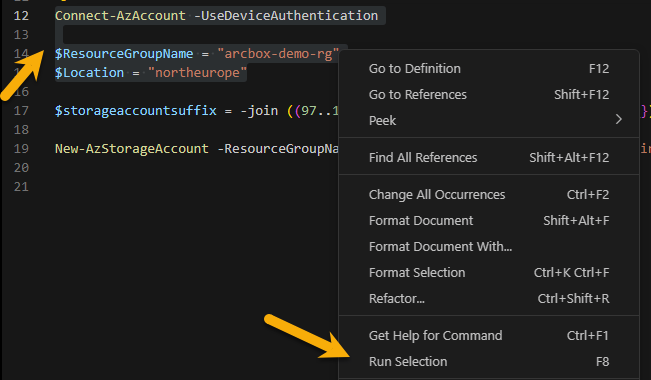 12 Connect-AzAccount -UseDeviceAuthentication
13
14 $ResourceGroupName = "arcbox-demo-rg"
$Location = "northeurope"
16
17 $storageaccountsuffix = -join ((97..1
18
19 New-AzStorageAccount -ResourceGroupNa
20
21
Go to Definition F12
Go to References Shift+F12
Peek
Find All References Shift+Alt+F12
Change All Occurrences Ctrl+F2
Format Document Shift+Alt+F
Format Document With...
Format Selection Ctrl+K Ctrl+F
Refactor... Ctrl+Shift+R
Get Help for Command Ctrl+F1
Run Selection F8